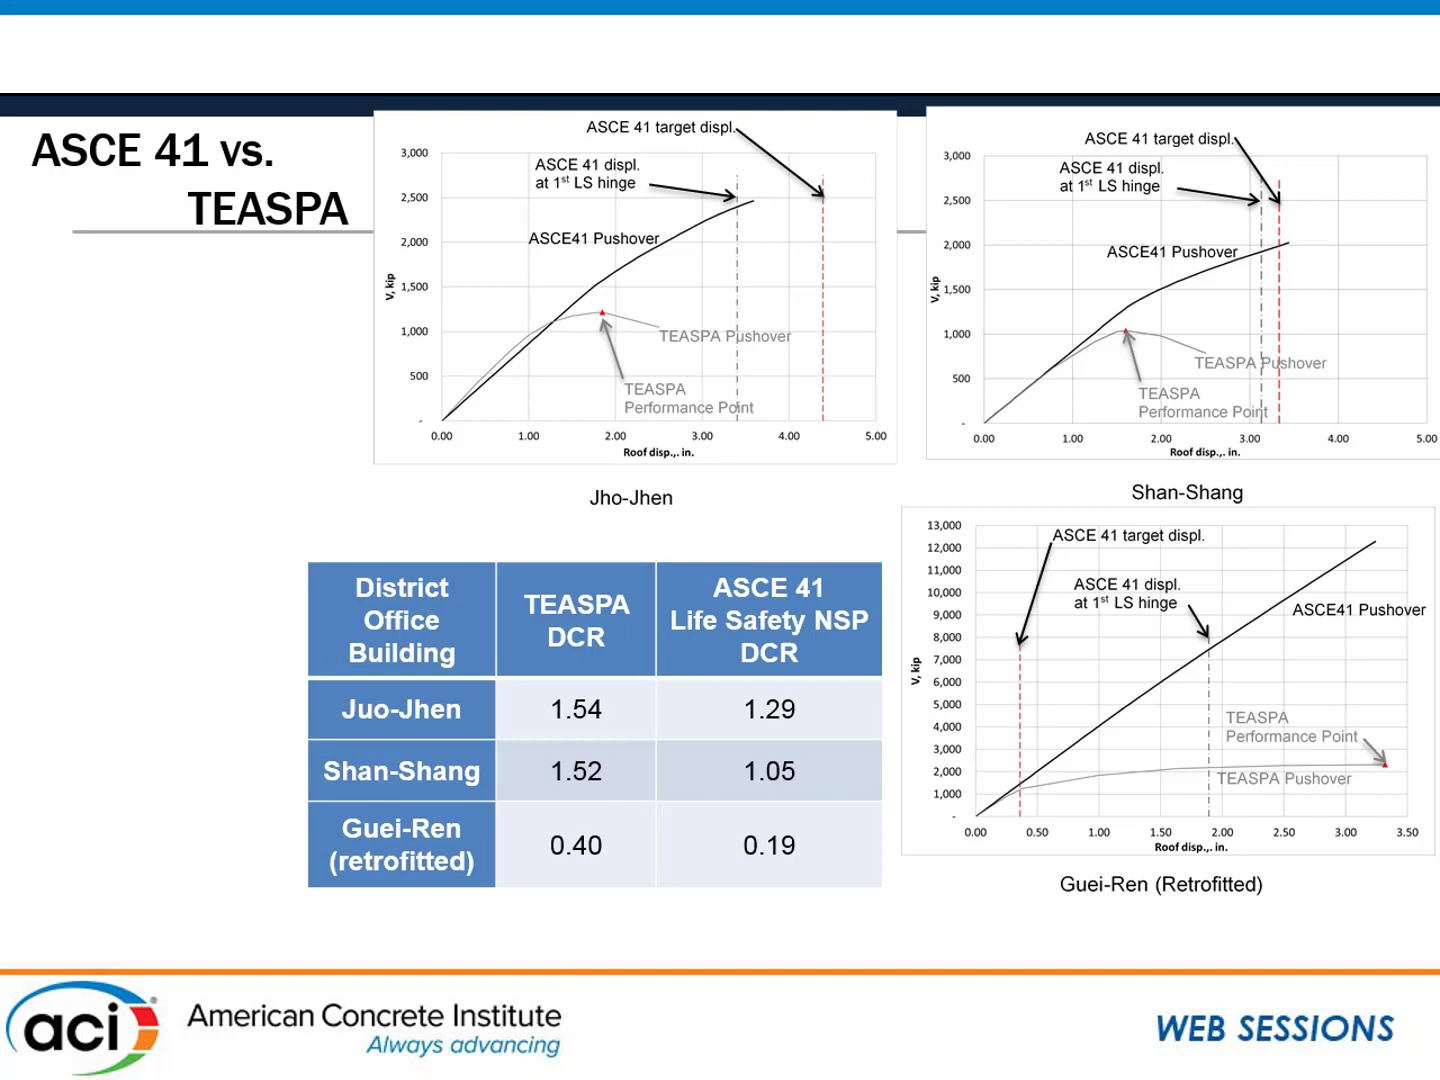 ASCE 41 vs.
TEASPA
ASCE 41 target displ.
ASCE 41 displ.
at 1st LS hinge
ASCE41 Pushover
TEASPA Pushover
TEASPA
Performance Point
3,000
2,500
2,000
1,500
1,000
500
-
V, kip
0.00 1.00 2.00 3.00 4.00 5.00
Roof disp.,. in.
Jho-Jhen
ASCE 41 target displ.
ASCE 41 displ.
at 1st LS hinge
ASCE41 Pushover
TEASPA Pushover
TEASPA
Performance Point
3,000
2,500
2,000
1,500
1,000
500
-
V, kip
0.00 1.00 2.00 3.00 4.00 5.00
Roof disp.,. in.
Shan-Shang
ASCE 41 target displ.
ASCE 41 displ.
at 1st LS hinge
ASCE41 Pushover
TEASPA
Performance Point
TEASPA Pushover
13,000
12,000
11,000
10,000
9,000
8,000
7,000
6,000
5,000
4,000
3,000
2,000
1,000
-
V, kip
0.00 0.50 1.00 1.50 2.00 2.50 3.00 3.50
Roof disp.,. in.
Guei-Ren (Retrofitted)
District
Office
Building
TEASPA
DCR
ASCE 41
Life Safety NSP
DCR
Juo-Jhen 1.54 1.29
Shan-Shang 1.52 1.05
Guei-Ren
(retrofitted) 0.40 0.19
aci®
American Concrete Institute
Always advancing
WEB SESSIONS